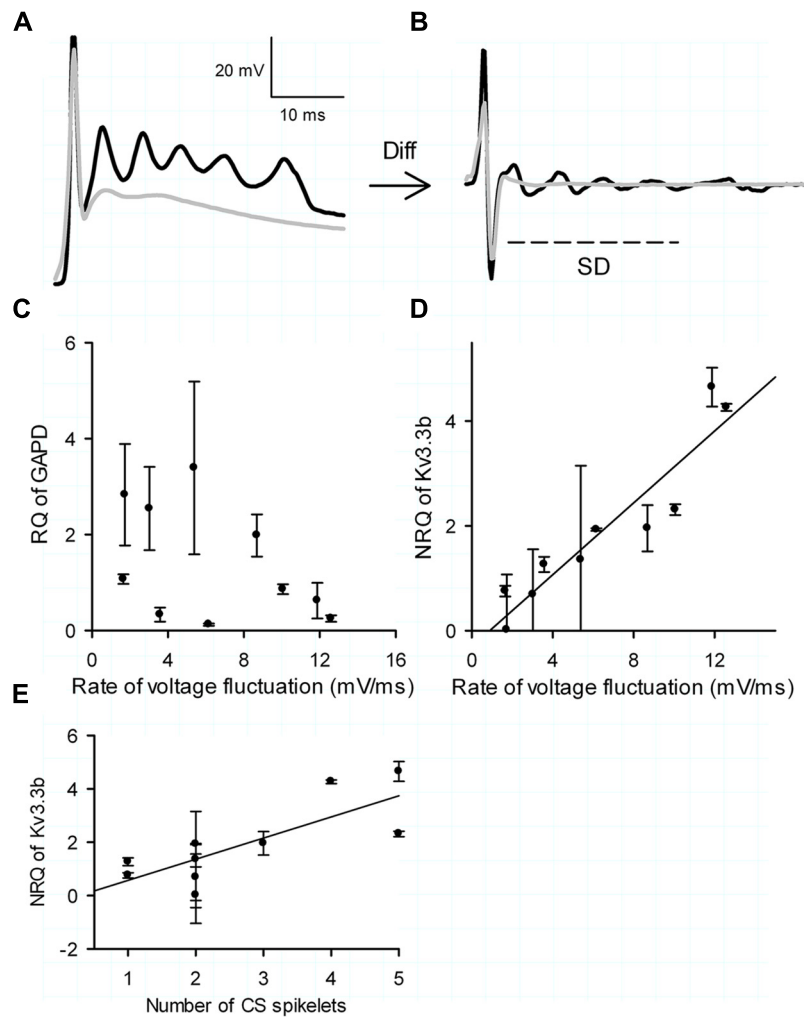 A
B
20 mV
10 ms
Diff
SD
C
D
6
4
2
0
RQ of GAPD
0 4 8 12 16
Rate of voltage fluctuation (mV/ms)
4
2
0
NRQ of Kv3.3b
0 4 8 12
Rate of voltage fluctuation (mV/ms)
E
6
4
2
0
-2
NRQ of Kv3.3b
1 2 3 4 5
Number of CS spikelets